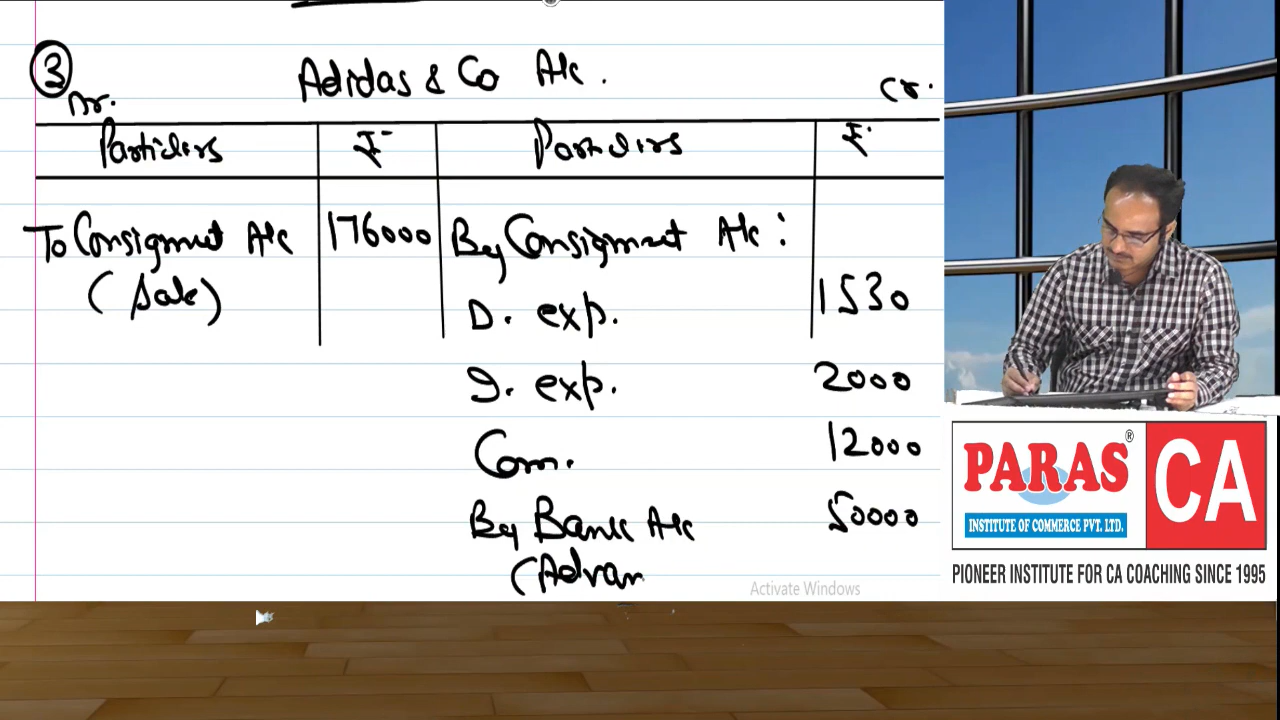 3
Adidas & Co A/c.
Dr.
Cr.
Particulars ₹ Particulars ₹
To Consignment A/c 176000 By Consignment A/c :
(Sale)
D. exp. 1530
I. exp. 2000
Com. 12000
By Bank A/c 50000
(Advan
Activate Windows
PARAS® CA
INSTITUTE OF COMMERCE PVT. LTD.
PIONEER INSTITUTE FOR CA COACHING SINCE 1995